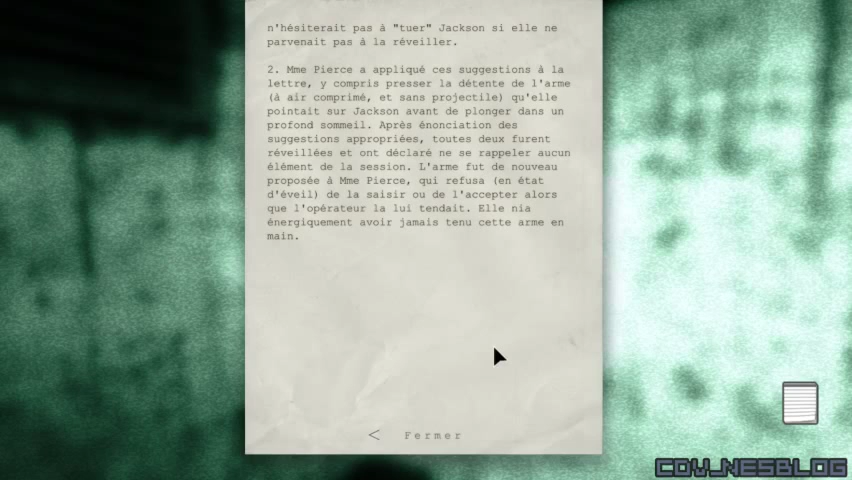 n'hésiterait pas à "tuer" Jackson si elle ne
parvenait pas à la réveiller.
2. Mme Pierce a appliqué ces suggestions à la
lettre, y compris presser la détente de l'arme
(à air comprimé, et sans projectile) qu'elle
pointait sur Jackson avant de plonger dans un
profond sommeil. Après énonciation des
suggestions appropriées, toutes deux furent
réveillées et ont déclaré ne se rappeler aucun
élément de la session. L'arme fut de nouveau
proposée à Mme Pierce, qui refusa (en état
d'éveil) de la saisir ou de l'accepter alors
que l'opérateur la lui tendait. Elle nia
énergiquement avoir jamais tenu cette arme en
main.
< Fermer
CDV_NESBLOG